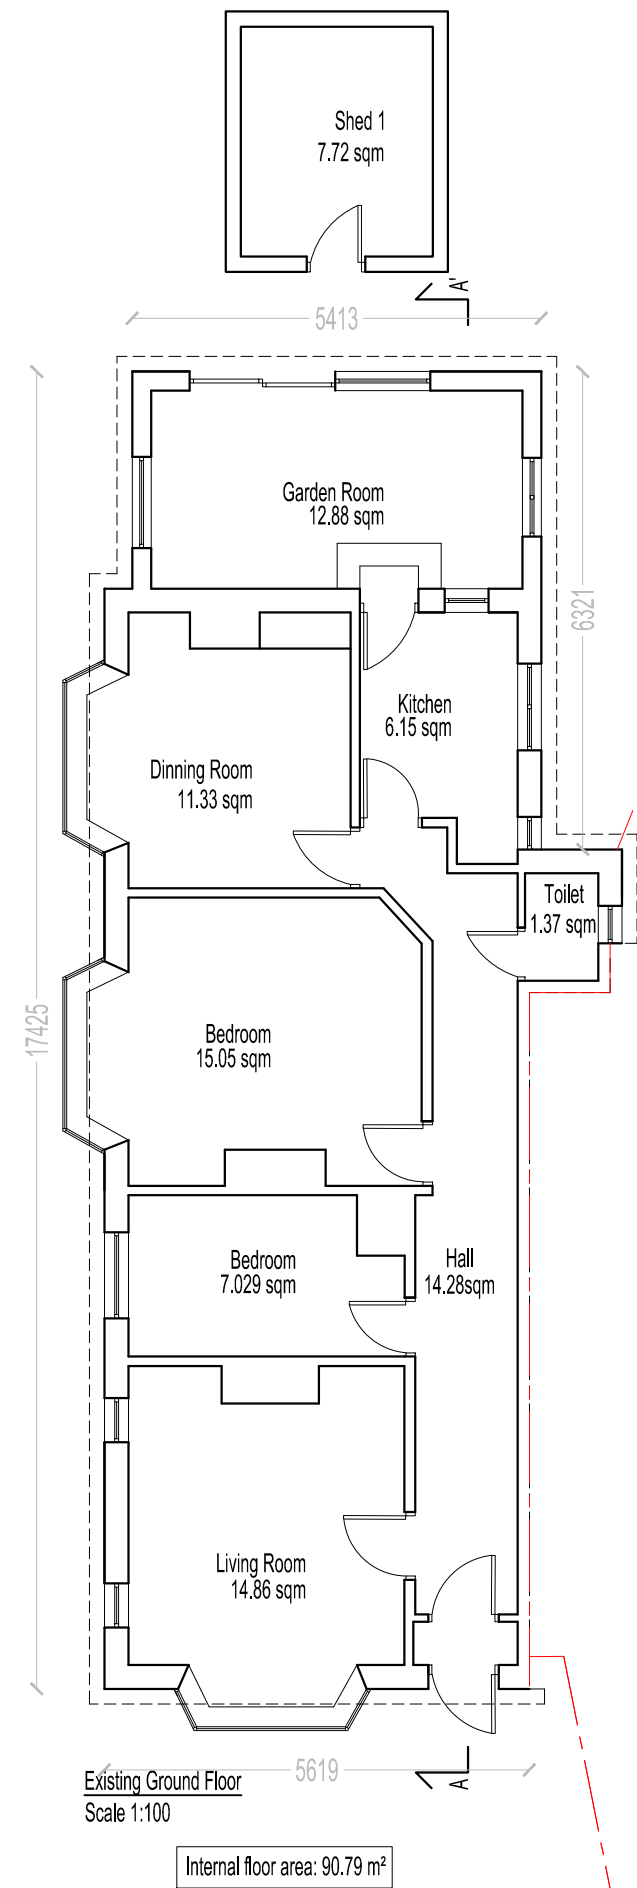 Shed 1
7.72 sqm
A'
5413
Garden Room
12.88 sqm
6321
Kitchen
6.15 sqm
Dinning Room
11.33 sqm
Toilet
1.37 sqm
17425
Bedroom
15.05 sqm
Bedroom
7.029 sqm
Hall
14.28sqm
Living Room
14.86 sqm
5619
A
Existing Ground Floor
Scale 1:100
Internal floor area: 90.79 m²